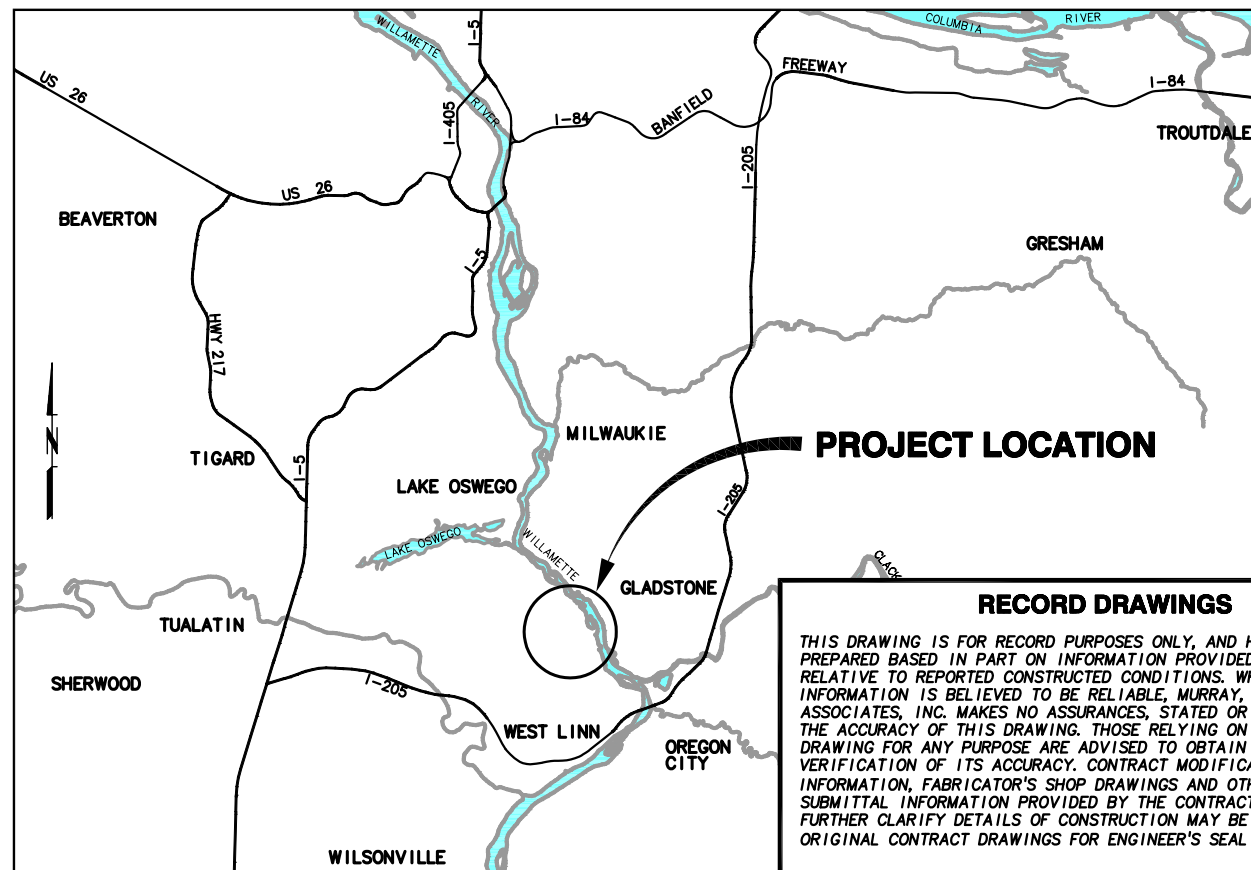 WILLAMETTE
RIVER
COLUMBIA
RIVER
I-5
US 26
FREEWAY
I-84
BANFIELD
I-84
I-405
TROUTDALE
I-205
US 26
BEAVERTON
GRESHAM
I-5
HWY 217
N
MILWAUKIE
PROJECT LOCATION
TIGARD
I-5
LAKE OSWEGO
I-205
LAKE OSWEGO
WILLAMETTE
CLACK
GLADSTONE
TUALATIN
SHERWOOD
I-205
WEST LINN
OREGON
CITY
WILSONVILLE
RECORD DRAWINGS
THIS DRAWING IS FOR RECORD PURPOSES ONLY, AND
PREPARED BASED IN PART ON INFORMATION PROVIDED
RELATIVE TO REPORTED CONSTRUCTED CONDITIONS.
INFORMATION IS BELIEVED TO BE RELIABLE, MURRAY,
ASSOCIATES, INC. MAKES NO ASSURANCES, STATED OR
THE ACCURACY OF THIS DRAWING. THOSE RELYING ON
DRAWING FOR ANY PURPOSE ARE ADVISED TO OBTAIN
VERIFICATION OF ITS ACCURACY. CONTRACT MODIFICA
INFORMATION, FABRICATOR'S SHOP DRAWINGS AND OTH
SUBMITTAL INFORMATION PROVIDED BY THE CONTRACT
FURTHER CLARIFY DETAILS OF CONSTRUCTION MAY BE
ORIGINAL CONTRACT DRAWINGS FOR ENGINEER'S SEAL